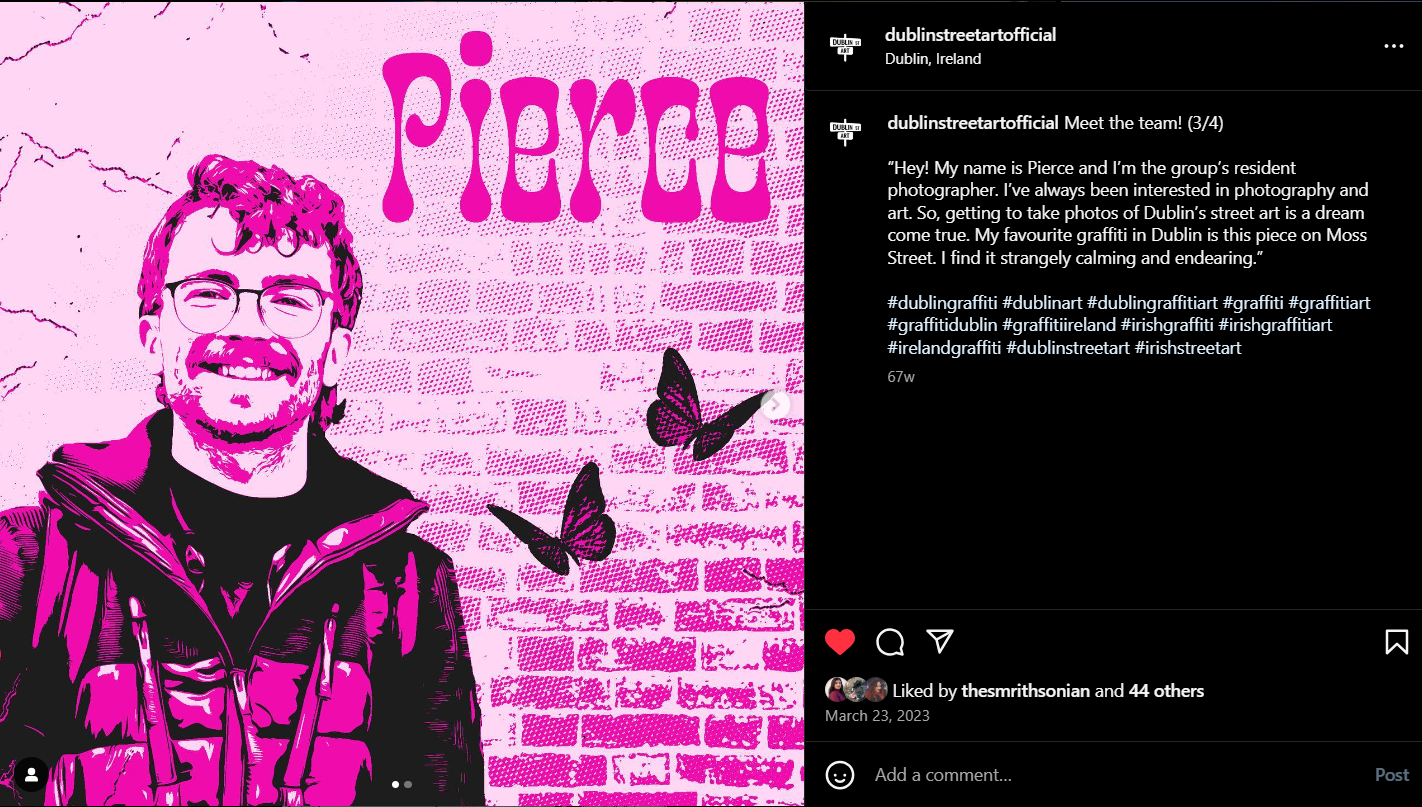 Pierce
DUBLIN ST
ART
dublinstreetartofficial
Dublin, Ireland
DUBLIN ST
ART
dublinstreetartofficial Meet the team! (3/4)
“Hey! My name is Pierce and I’m the group’s resident
photographer. I’ve always been interested in photography and
art. So, getting to take photos of Dublin’s street art is a dream
come true. My favourite graffiti in Dublin is this piece on Moss
Street. I find it strangely calming and endearing.”
#dublingraffiti #dublinart #dublingraffitiart #graffiti #graffitiart
#graffitidublin #graffitiireland #irishgraffiti #irishgraffitiart
#irelandgraffiti #dublinstreetart #irishstreetart
67w
Liked by thesmrithsonian and 44 others
March 23, 2023
Add a comment...
Post